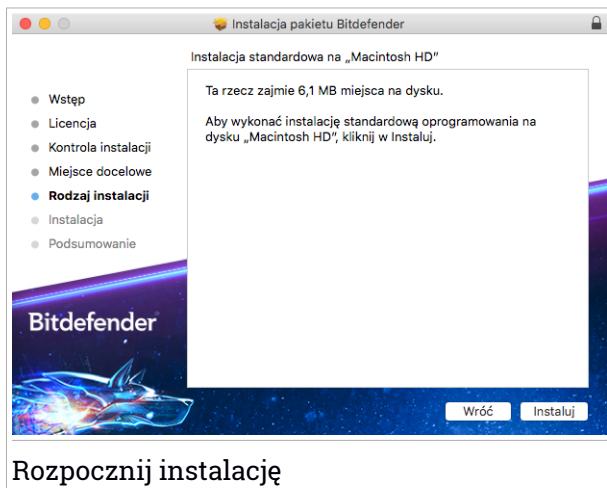 Instalacja pakietu Bitdefender
Instalacja standardowa na „Macintosh HD”
Wstęp
Licencja
Kontrola instalacji
Miejsce docelowe
Rodzaj instalacji
Instalacja
Podsumowanie
Ta rzecz zajmie 6,1 MB miejsca na dysku.
Aby wykonać instalację standardową oprogramowania na
dysku „Macintosh HD”, kliknij w Instaluj.
Bitdefender
Wróć
Instaluj
Rozpocznij instalację